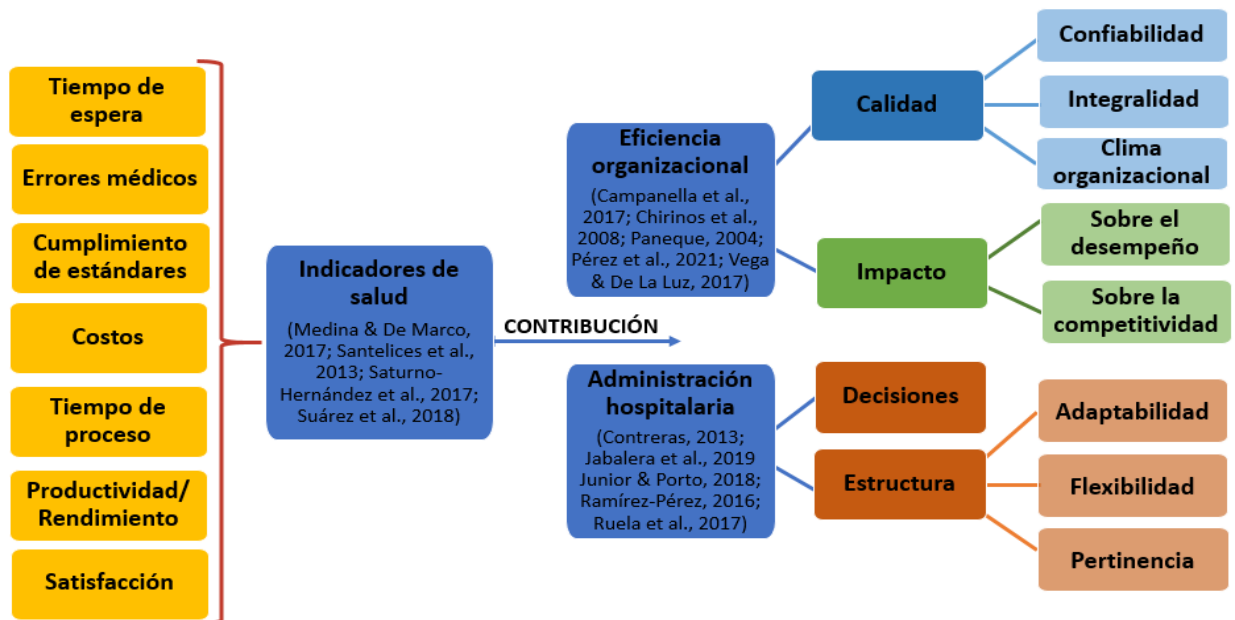 Tiempo de
espera
Errores médicos
Cumplimiento
de estándares
Costos
Tiempo de
proceso
Productividad/
Rendimiento
Satisfacción
Indicadores de
salud
(Medina & De Marco,
2017; Santelices et al.,
2013; Saturno-
Hernández et al., 2017;
Suárez et al., 2018)
CONTRIBUCIÓN
Eficiencia
organizacional
(Campanella et al.,
2017; Chirinos et al.,
2008; Paneque, 2004;
Pérez et al., 2021; Vega
& De La Luz, 2017)
Administración
hospitalaria
(Contreras, 2013;
Jabalera et al., 2019
Junior & Porto, 2018;
Ramírez-Pérez, 2016;
Ruela et al., 2017)
Calidad
Impacto
Decisiones
Estructura
Confiabilidad
Integralidad
Clima
organizacional
Sobre el
desempeño
Sobre la
competitividad
Adaptabilidad
Flexibilidad
Pertinencia